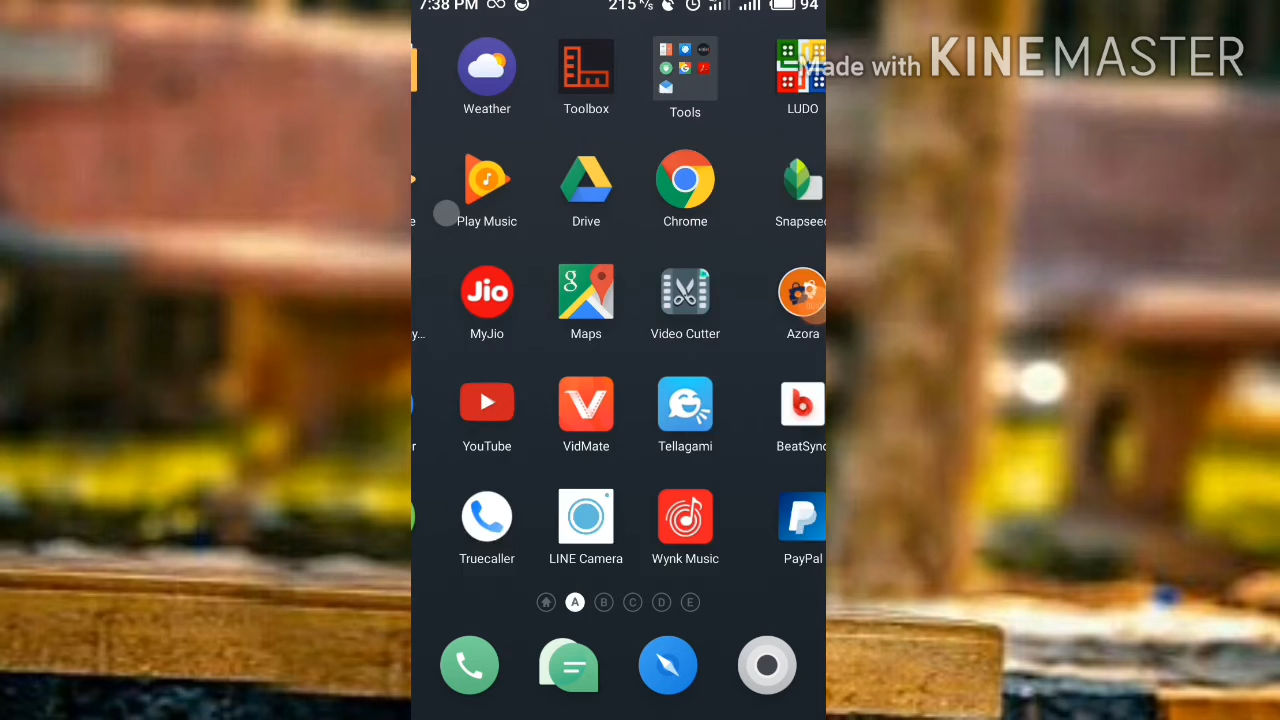 7:38 PM 215 K/s 94
Made with KINEMASTER
Weather Toolbox Tools LUDO
e Play Music Drive Chrome Snapseed
Jio
g
y... MyJio Maps Video Cutter Azora
r YouTube VidMate Tellagami BeatSync
Truecaller LINE Camera Wynk Music PayPal
A B C D E